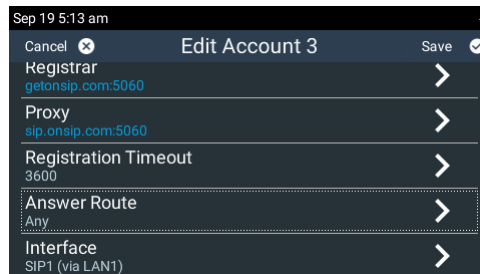 Sep 19 5:13 am
Cancel Edit Account 3 Save
Registrar
getonsip.com:5060
Proxy
sip.onsip.com:5060
Registration Timeout
3600
Answer Route
Any
Interface
SIP1 (via LAN1)